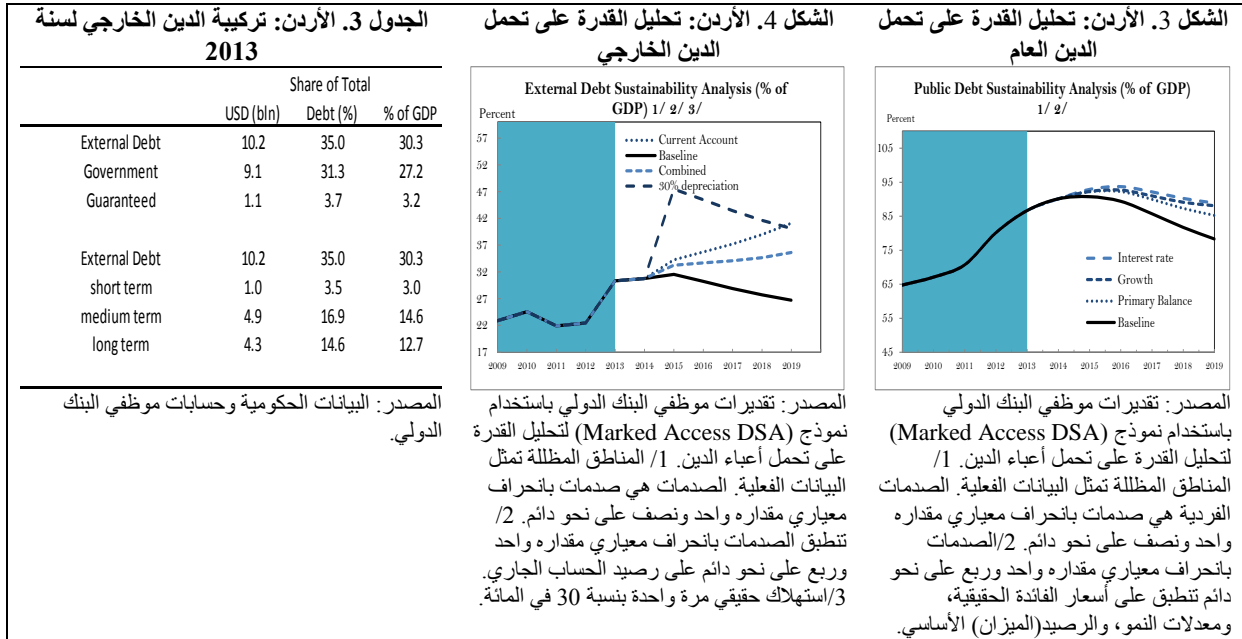 الشكل 3. الأردن: تحليل القدرة على تحمل
الدين العام
Public Debt Sustainability Analysis (% of GDP)
1/ 2/
Percent
105
95
85
75
65
55
45
Interest rate
Growth
Primary Balance
Baseline
2009 2010 2011 2012 2013 2014 2015 2016 2017 2018 2019
المصدر: تقديرات موظفي البنك الدولي
باستخدام نموذج (Marked Access DSA)
لتحليل القدرة على تحمل أعباء الدين. 1/
المناطق المظللة تمثل البيانات الفعلية. الصدمات
الفردية هي صدمات بانحراف معياري مقداره
واحد ونصف على نحو دائم. 2/الصدمات
بانحراف معياري مقداره واحد وربع على نحو
دائم تنطبق على أسعار الفائدة الحقيقية،
ومعدلات النمو، والرصيد(الميزان) الأساسي.
الشكل 4. الأردن: تحليل القدرة على تحمل
الدين الخارجي
External Debt Sustainability Analysis (% of
GDP) 1/ 2/ 3/
Percent
57
52
47
42
37
32
27
22
17
Current Account
Baseline
Combined
30% depreciation
2009 2010 2011 2012 2013 2014 2015 2016 2017 2018 2019
المصدر: تقديرات موظفي البنك الدولي باستخدام
نموذج (Marked Access DSA) لتحليل القدرة
على تحمل أعباء الدين. 1/ المناطق المظللة تمثل
البيانات الفعلية. الصدمات هي صدمات بانحراف
معياري مقداره واحد ونصف على نحو دائم. 2/
تنطبق الصدمات بانحراف معياري مقداره واحد
وربع على نحو دائم على رصيد الحساب الجاري.
3/استهلاك حقيقي مرة واحدة بنسبة 30 في المائة.
الجدول 3. الأردن: تركيبة الدين الخارجي لسنة
2013
Share of Total
USD (bln) Debt (%) % of GDP
External Debt 10.2 35.0 30.3
Government 9.1 31.3 27.2
Guaranteed 1.1 3.7 3.2
External Debt 10.2 35.0 30.3
short term 1.0 3.5 3.0
medium term 4.9 16.9 14.6
long term 4.3 14.6 12.7
المصدر: البيانات الحكومية وحسابات موظفي البنك
الدولي.